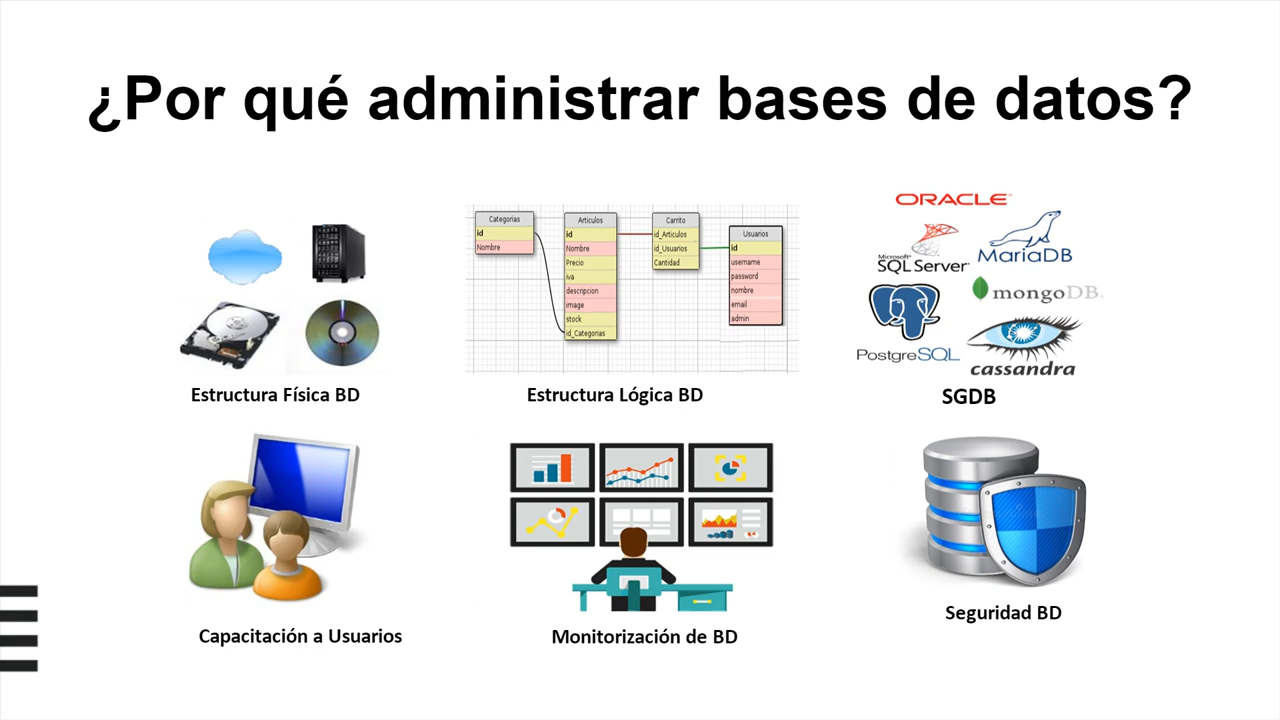 ¿Por qué administrar bases de datos?
Categorias
id
Nombre
Articulos
id
Nombre
Precio
iva
descripcion
image
stock
id_Categorias
Carrito
id_Articulos
id_Usuarios
Cantidad
Usuarios
id
username
password
nombre
email
admin
ORACLE
Microsoft
SQL Server
MariaDB
mongoDB
PostgreSQL
cassandra
Estructura Física BD
Estructura Lógica BD
SGDB
Capacitación a Usuarios
Monitorización de BD
Seguridad BD